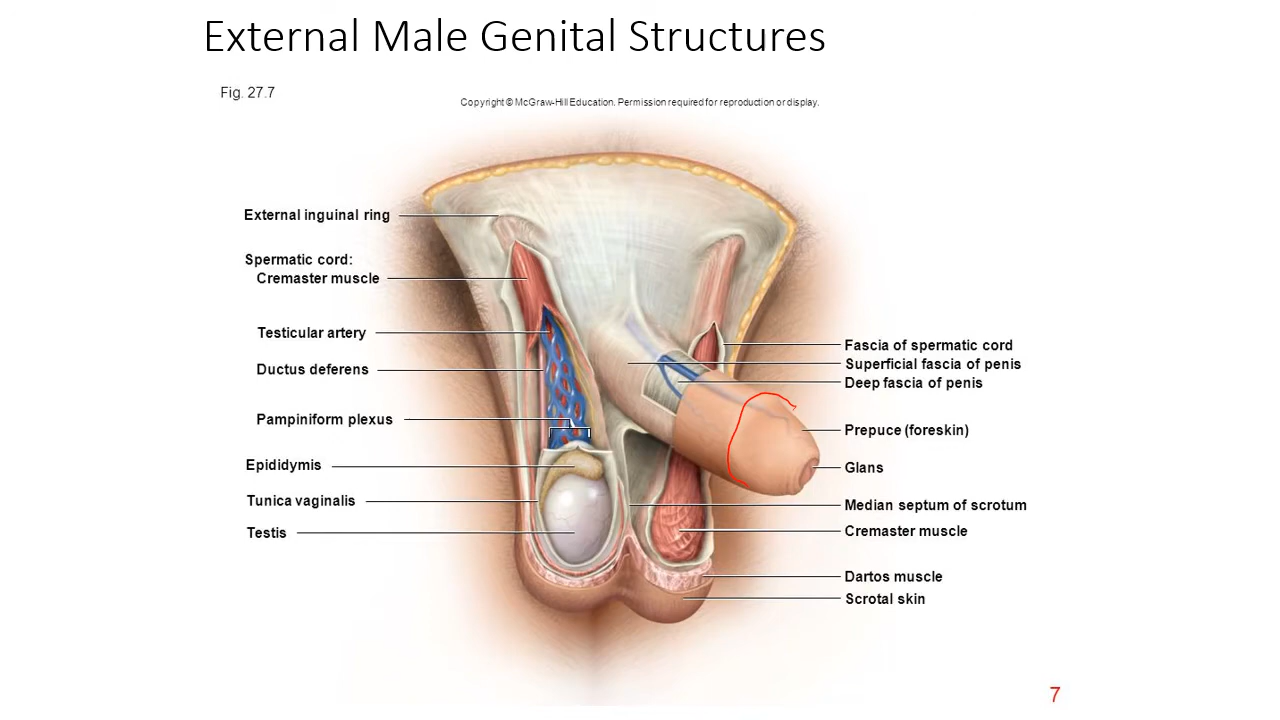 External Male Genital Structures
Fig. 27.7
Copyright © McGraw-Hill Education. Permission required for reproduction or display.
External inguinal ring
Spermatic cord:
Cremaster muscle
Testicular artery
Ductus deferens
Pampiniform plexus
Epididymis
Tunica vaginalis
Testis
Fascia of spermatic cord
Superficial fascia of penis
Deep fascia of penis
Prepuce (foreskin)
Glans
Median septum of scrotum
Cremaster muscle
Dartos muscle
Scrotal skin
7